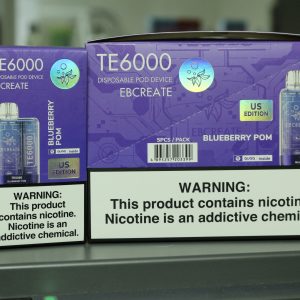 TE6000
DISPOSABLE POD DEVICE
EBCREATE
BLUEBERRY POM
US
EDITION
TE6000
WARNING:
This product
contains nicotine.
Nicotine is an
addictive chemical.
TE6000
DISPOSABLE POD DEVICE
EBCREATE
US
EDITION
BLUEBERRY POM
5PCS / PACK
WARNING:
This product contains nicotin
Nicotine is an addictive chem